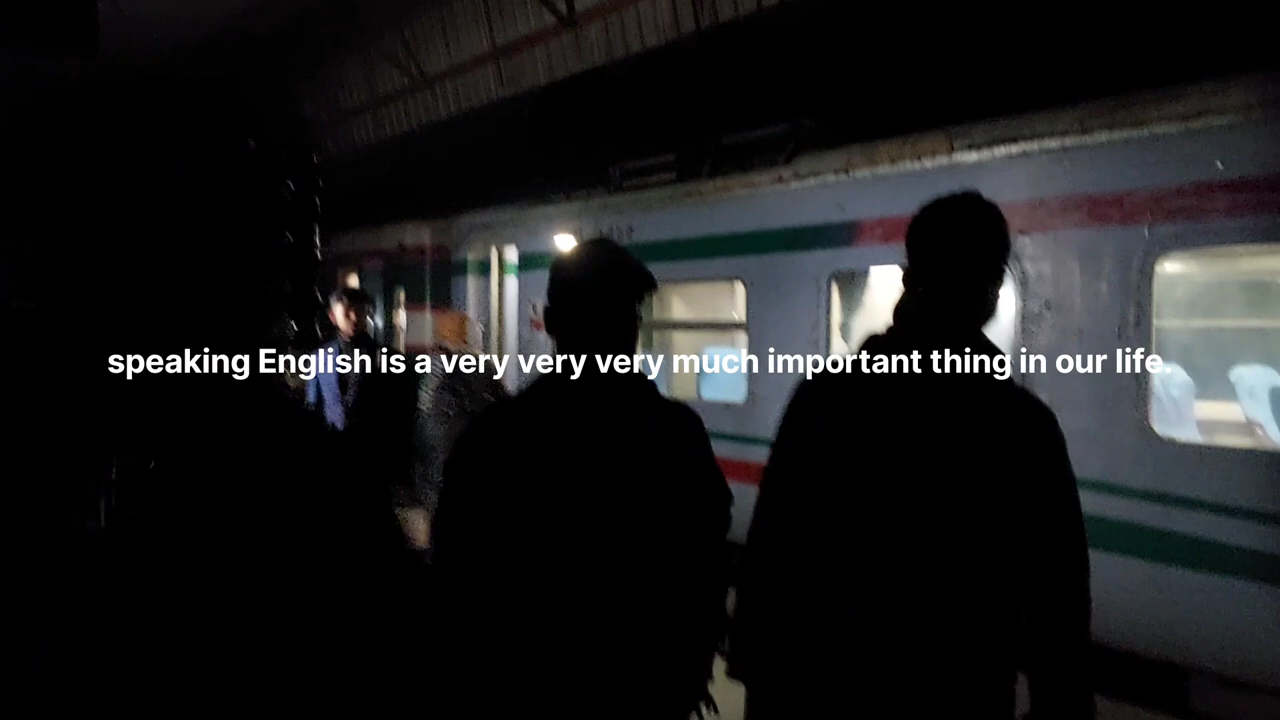 speaking English is a very very very much important thing in our life.